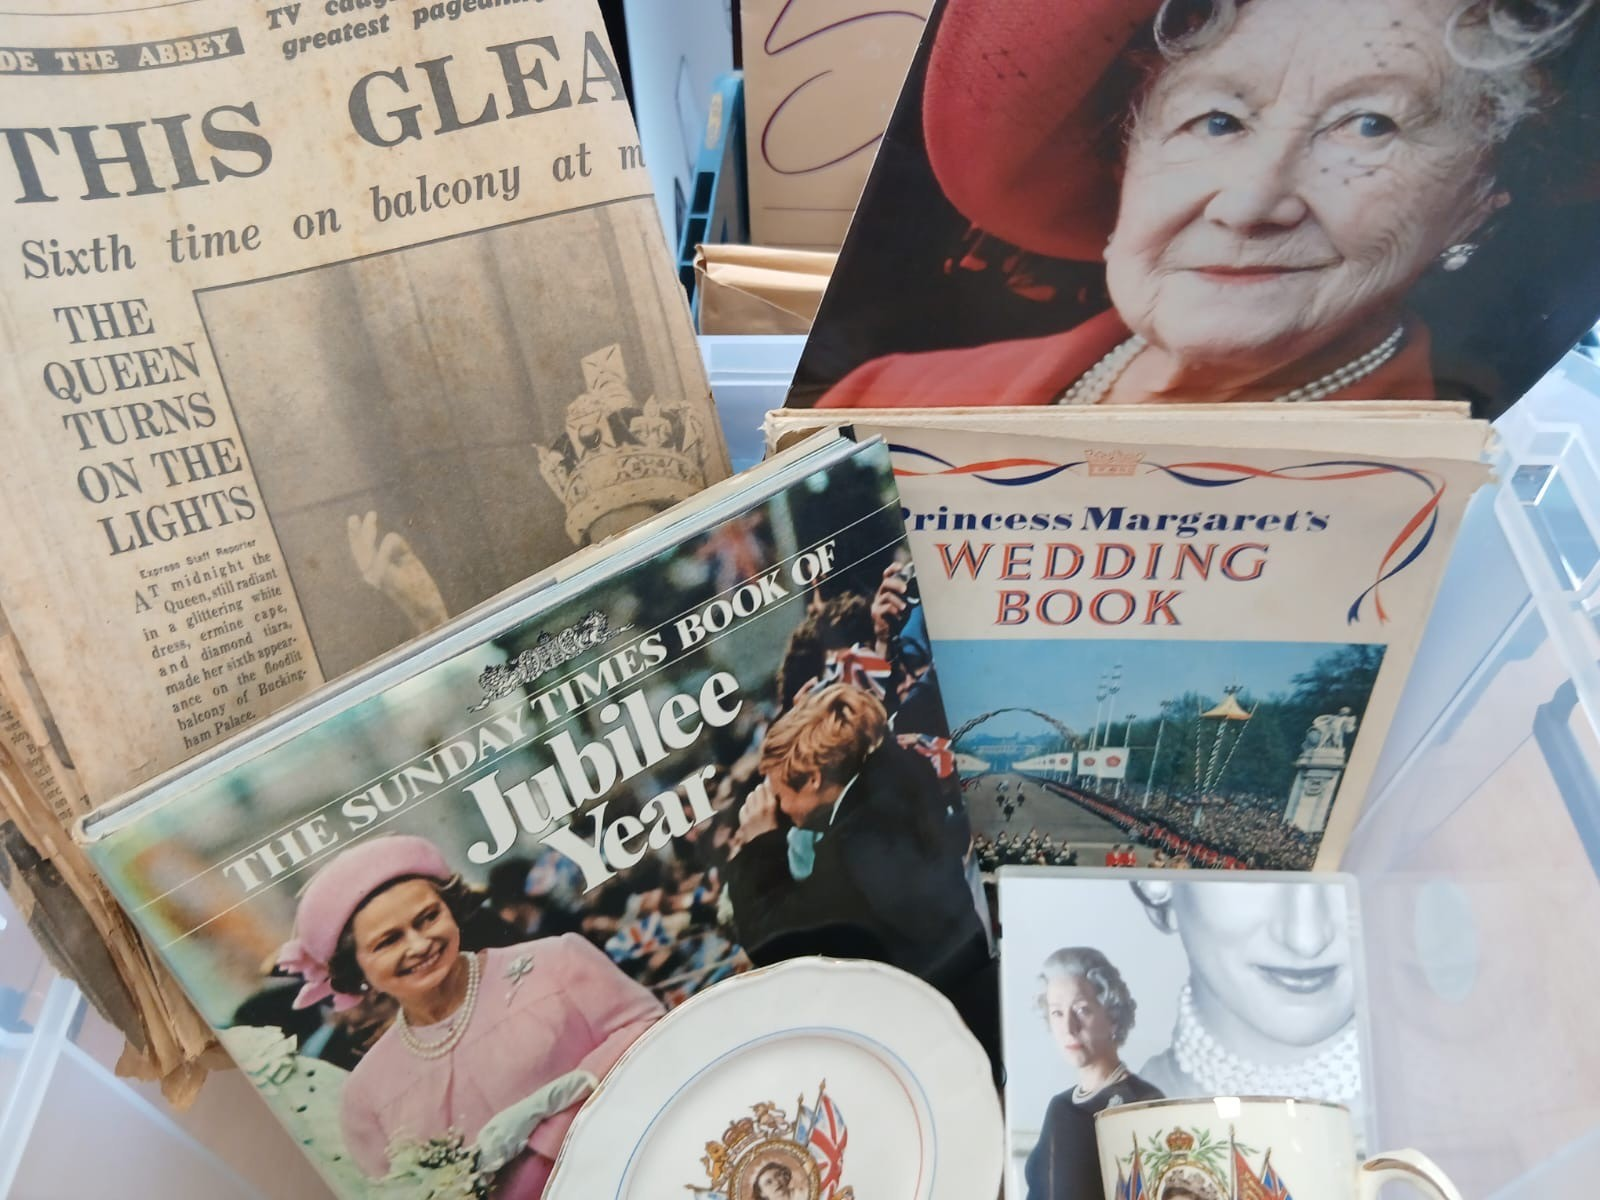 DE THE ABBEY
TV
greatest pageantry
THIS GLEA
Sixth time on balcony at m
THE
QUEEN
TURNS
ON THE
LIGHTS
Express Staff Reporter
AT midnight the
Queen, still radiant
in a glittering white
dress, ermine cape,
and diamond tiara,
made her sixth appear-
ance on the floodlit
balcony of Bucking-
ham Palace.
THE SUNDAY TIMES BOOK OF
Jubilee
Year
Princess Margaret's
WEDDING
BOOK